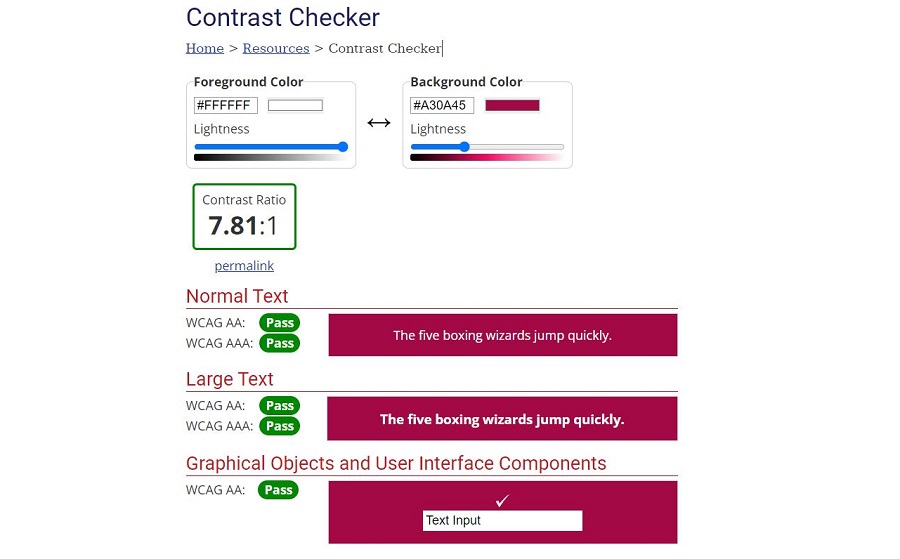 Contrast Checker
Home > Resources > Contrast Checker
Foreground Color
#FFFFFF
Lightness
Background Color
#A30A45
Lightness
Contrast Ratio
7.81:1
permalink
Normal Text
WCAG AA: Pass
WCAG AAA: Pass
The five boxing wizards jump quickly.
Large Text
WCAG AA: Pass
WCAG AAA: Pass
The five boxing wizards jump quickly.
Graphical Objects and User Interface Components
WCAG AA: Pass
Text Input